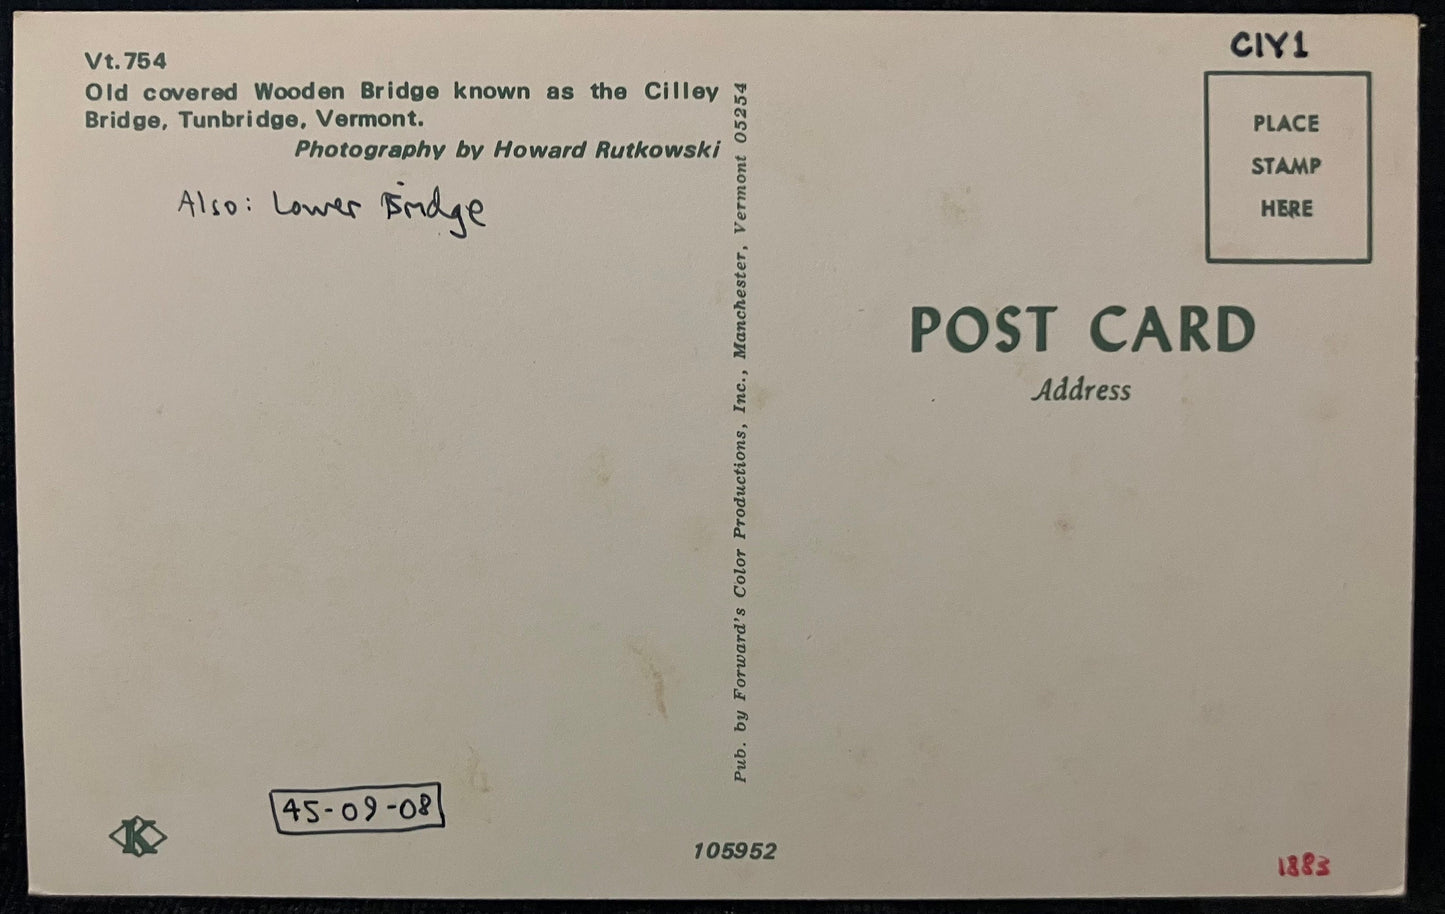 Vt.754
Old covered Wooden Bridge known as the Cilley
Bridge, Tunbridge, Vermont.
Photography by Howard Rutkowski
Also: Lower Bridge
45-09-08
K
Pub. by Forward's Color Productions, Inc., Manchester, Vermont 05254
105952
CIY1
PLACE
STAMP
HERE
POST CARD
Address
1883